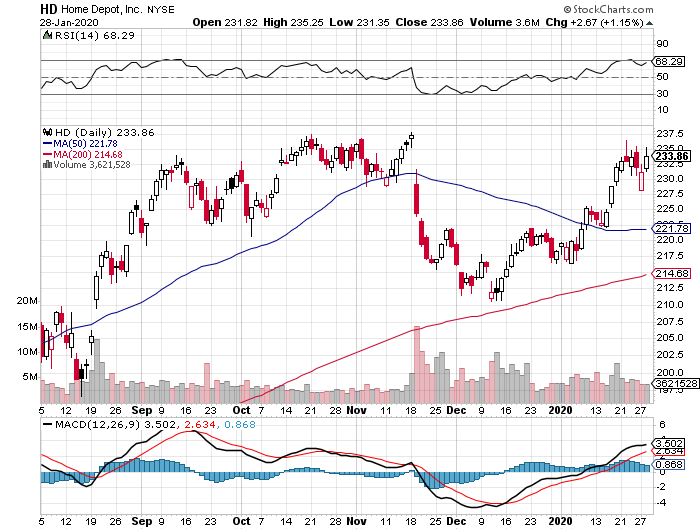 HD Home Depot, Inc. NYSE
© StockCharts.com
28-Jan-2020
Open 231.82 High 235.25 Low 231.35 Close 233.86 Volume 3.6M Chg +2.67 (+1.15%)
RSI(14) 68.29
90
68.29
50
30
10
HD (Daily) 233.86
MA(50) 221.78
MA(200) 214.68
Volume 3,621,528
237.5
233.86
230.0
227.5
225.0
221.78
220.0
217.5
214.68
212.5
210.0
207.5
205.0
202.5
200.0
3621528
197.5
20M
15M
10M
5M
5 12 19 26 Sep 9 16 23 Oct 7 14 21 28 Nov 11 18 25 Dec 9 16 23 2020 13 21 27
MACD(12,26,9) 3.502, 2.634, 0.868
6
3.502
2.634
0.868
-2
-4
5 12 19 26 Sep 9 16 23 Oct 7 14 21 28 Nov 11 18 25 Dec 9 16 23 2020 13 21 27